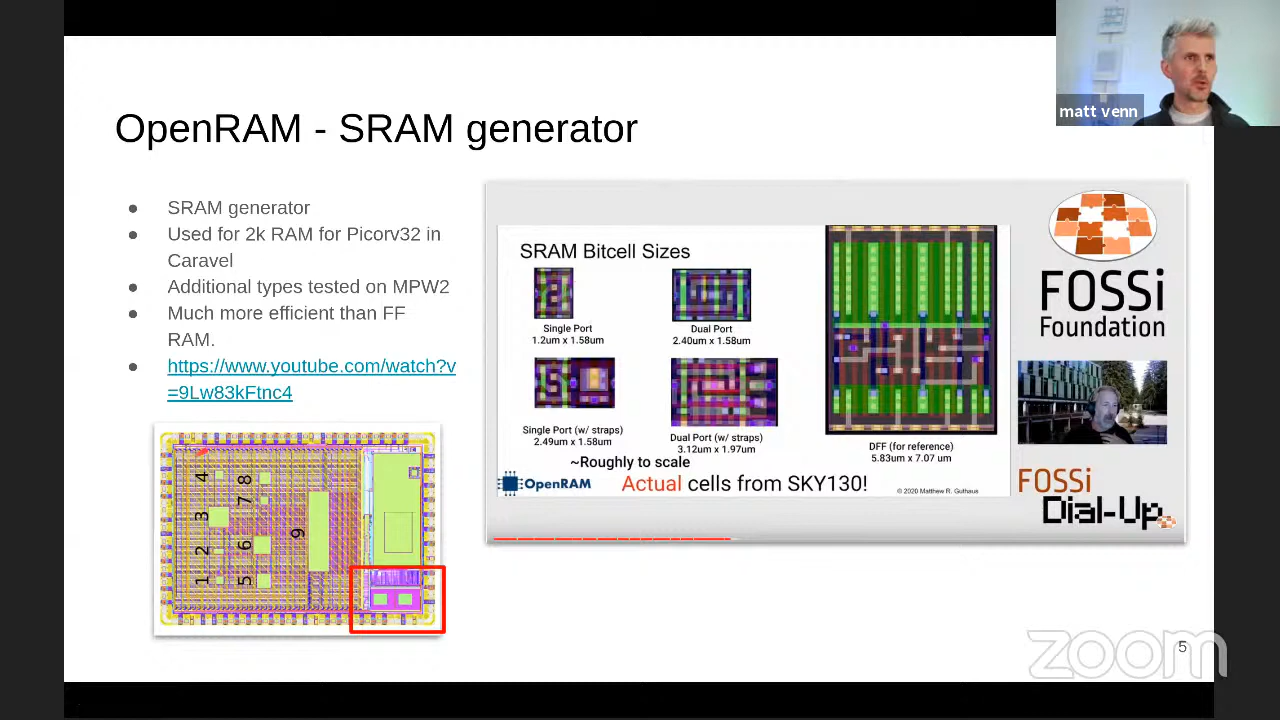 matt venn
OpenRAM - SRAM generator
● SRAM generator
● Used for 2k RAM for Picorv32 in
Caravel
● Additional types tested on MPW2
● Much more efficient than FF
RAM.
● https://www.youtube.com/watch?v
=9Lw83kFtnc4
SRAM Bitcell Sizes
Single Port
1.2um x 1.58um
Dual Port
2.40um x 1.58um
Single Port (w/ straps)
2.49um x 1.58um
Dual Port (w/ straps)
3.12um x 1.97um
~Roughly to scale
DFF (for reference)
5.83um x 7.07 um
OpenRAM
Actual cells from SKY130!
© 2020 Matthew R. Guthaus
FOSSi
Foundation
FOSSi
Dial-Up
4 8
3 7
2 6 9
1 5
zoom
5